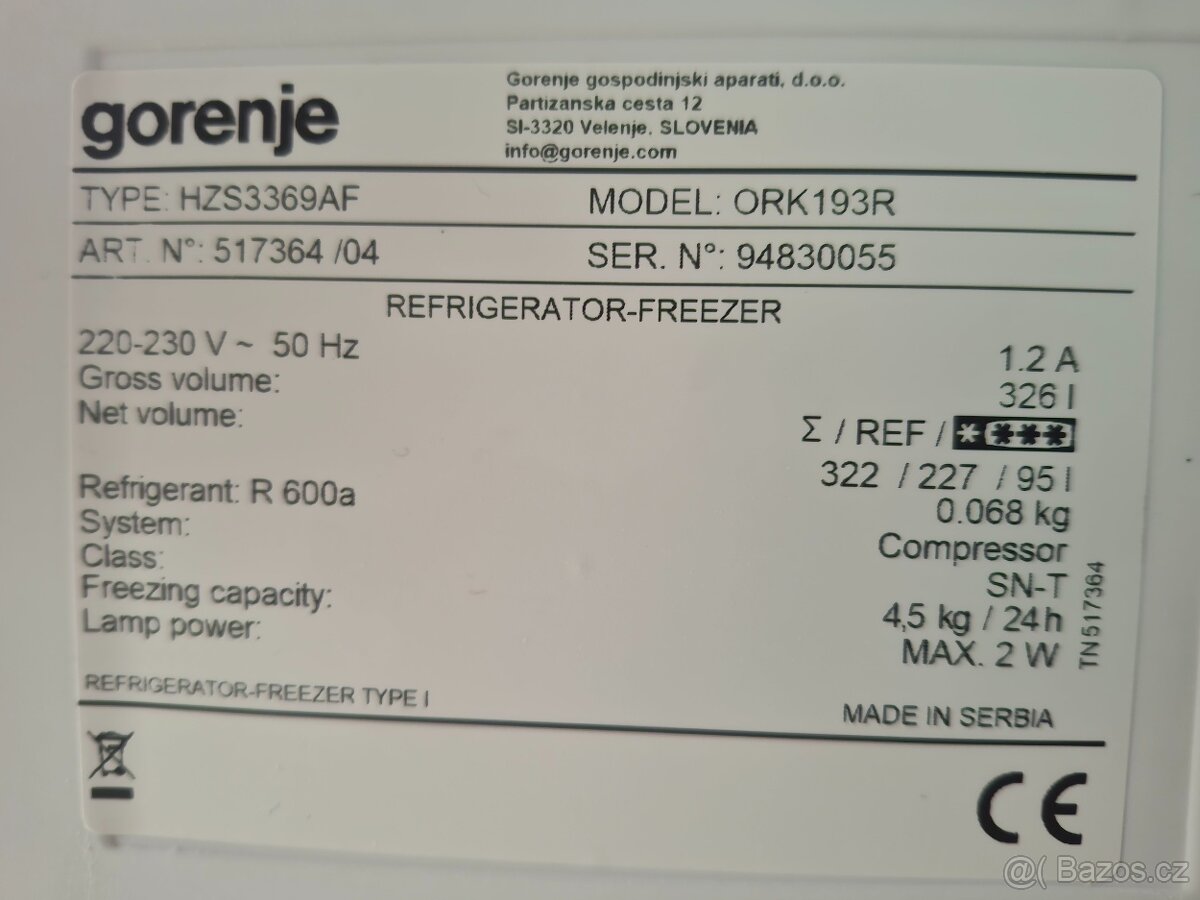 gorenje
Gorenje gospodinjski aparati, d.o.o.
Partizanska cesta 12
SI-3320 Velenje, SLOVENIA
info@gorenje.com
TYPE: HZS3369AF MODEL: ORK193R
ART. N°: 517364 /04 SER. N°: 94830055
REFRIGERATOR-FREEZER
220-230 V ~ 50 Hz 1.2 A
Gross volume: 326 l
Net volume: Σ / REF / ****
322 / 227 / 95 l
Refrigerant: R 600a 0.068 kg
System: Compressor
Class: SN-T
Freezing capacity: 4,5 kg / 24h
Lamp power: MAX. 2 W
TN517364
REFRIGERATOR-FREEZER TYPE I
MADE IN SERBIA
CE
@( Bazos.cz